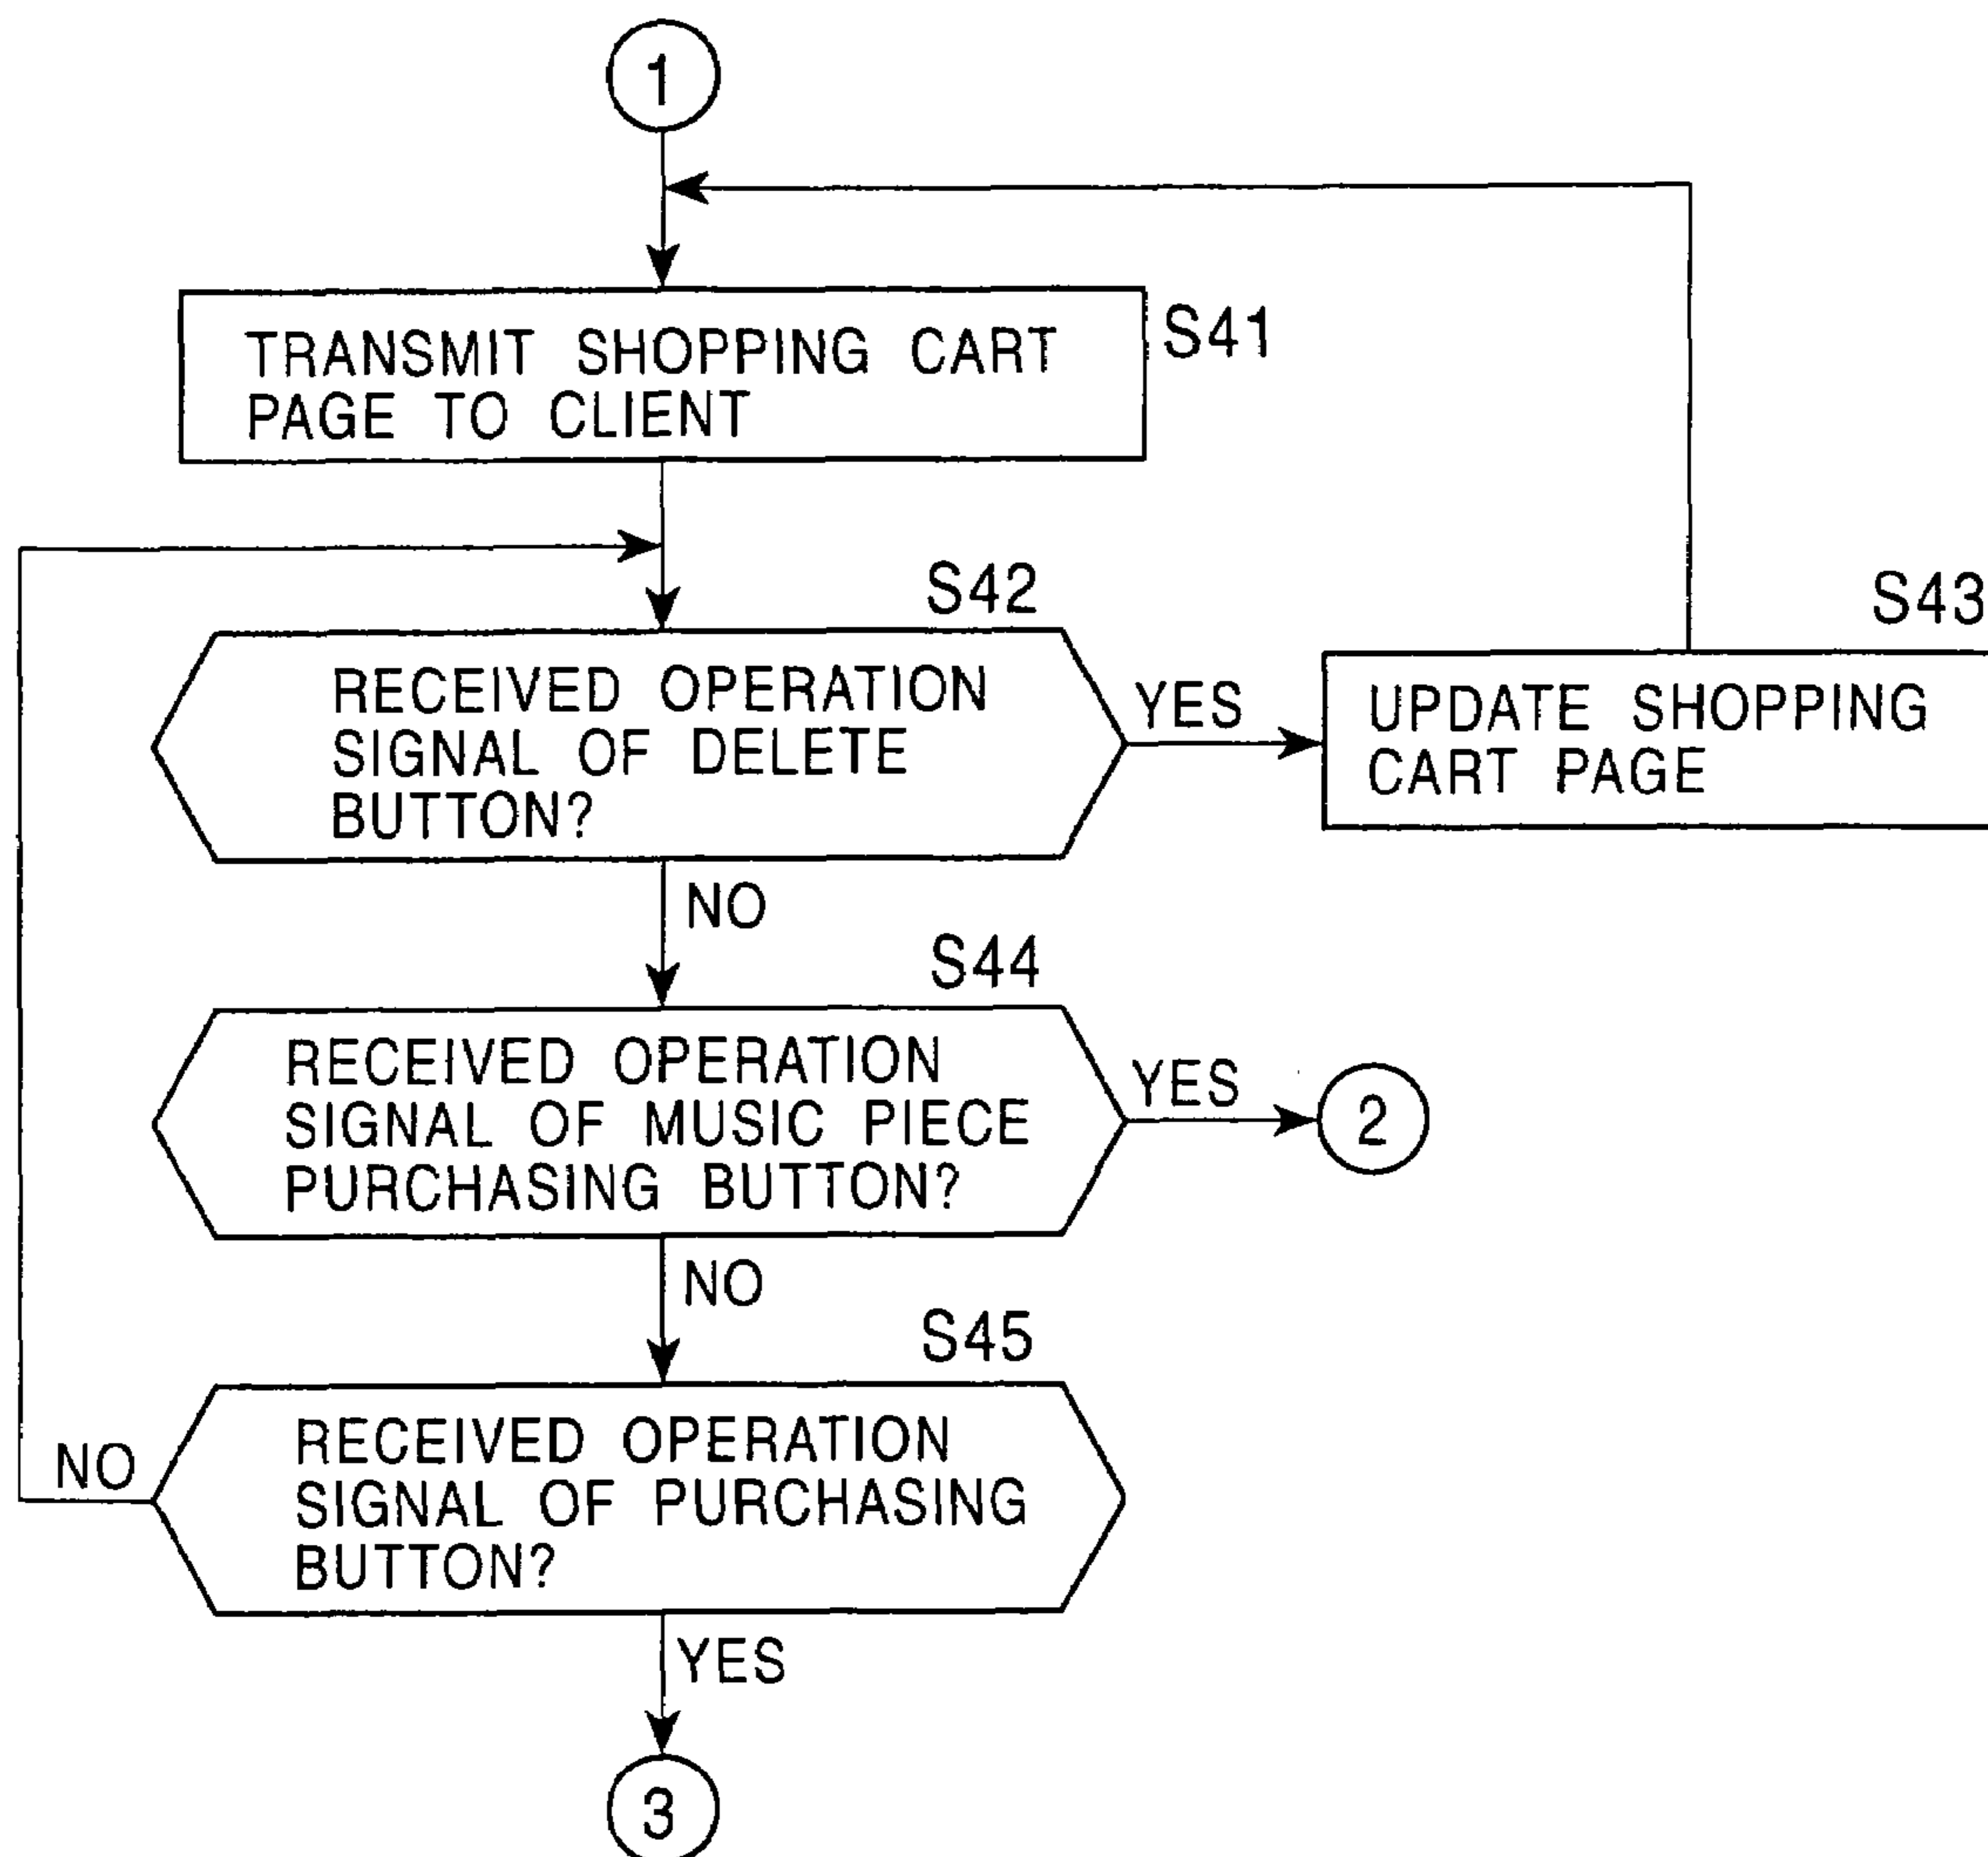 1
TRANSMIT SHOPPING CART
PAGE TO CLIENT
S41
S42
RECEIVED OPERATION
SIGNAL OF DELETE
BUTTON?
YES
S43
UPDATE SHOPPING
CART PAGE
NO
S44
RECEIVED OPERATION
SIGNAL OF MUSIC PIECE
PURCHASING BUTTON?
YES
2
NO
S45
RECEIVED OPERATION
SIGNAL OF PURCHASING
BUTTON?
NO
YES
3